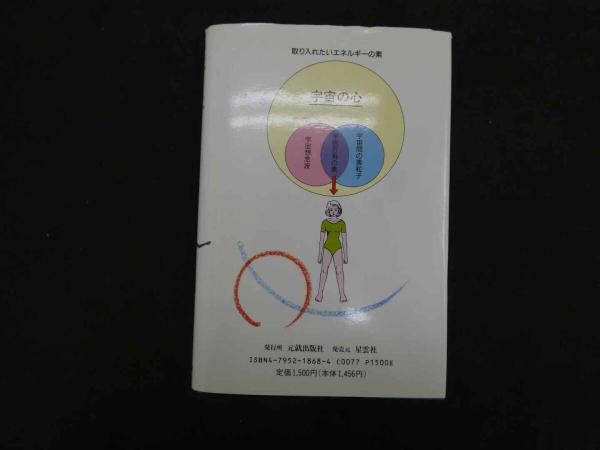 取り入れたいエネルギーの素
宇宙の心
宇宙想念波
宇宙間の素粒子
発行所 元就出版社 発売元 星雲社
ISBN4-7952-1868-4 C0077 P1500E
定価1,500円(本体1,456円)